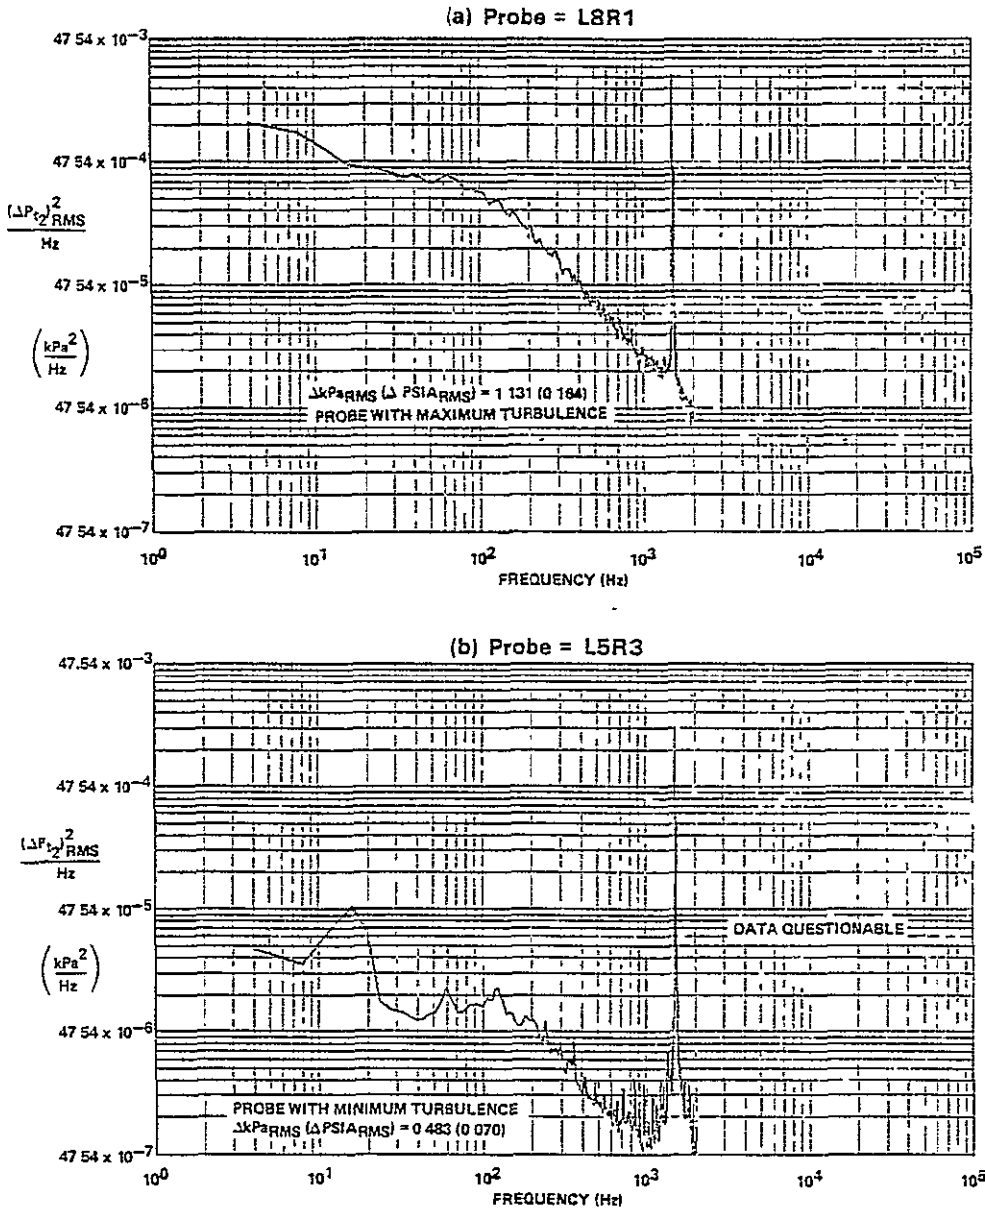 (a) Probe = L8R1
47 54 x 10⁻³
47 54 x 10⁻⁴
(ΔPt2)²RMS
Hz
47 54 x 10⁻⁵
(kPa²
Hz)
ΔkPaRMS (Δ PSIARMS) = 1 131 (0 164)
47 54 x 10⁻⁶
PROBE WITH MAXIMUM TURBULENCE
47 54 x 10⁻⁷
10⁰ 10¹ 10² 10³ 10⁴ 10⁵
FREQUENCY (Hz)
(b) Probe = L5R3
47.54 x 10⁻³
47 54 x 10⁻⁴
(ΔPt2)²RMS
Hz
47 54 x 10⁻⁵
DATA QUESTIONABLE
(kPa²
Hz)
47 54 x 10⁻⁶
PROBE WITH MINIMUM TURBULENCE
ΔkPaRMS (Δ PSIARMS) = 0 483 (0 070)
47 54 x 10⁻⁷
10⁰ 10¹ 10² 10³ 10⁴ 10⁵
FREQUENCY (Hz)